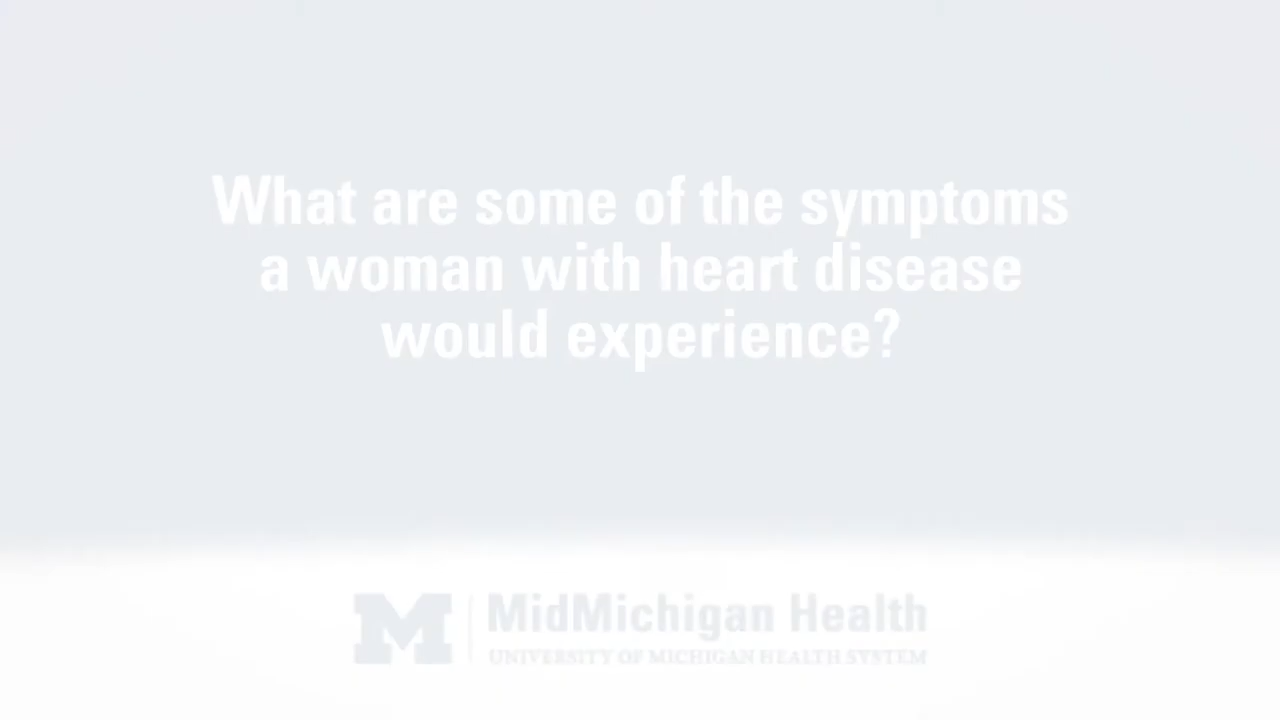 What are some of the symptoms
a woman with heart disease
would experience?
M
MidMichigan Health
UNIVERSITY OF MICHIGAN HEALTH SYSTEM